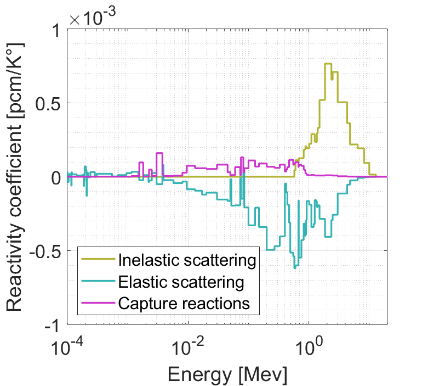 ×10⁻³
1
0.5
0
-0.5
-1
Reactivity coefficient [pcm/K°]
Inelastic scattering
Elastic scattering
Capture reactions
10⁻⁴ 10⁻² 10⁰
Energy [Mev]